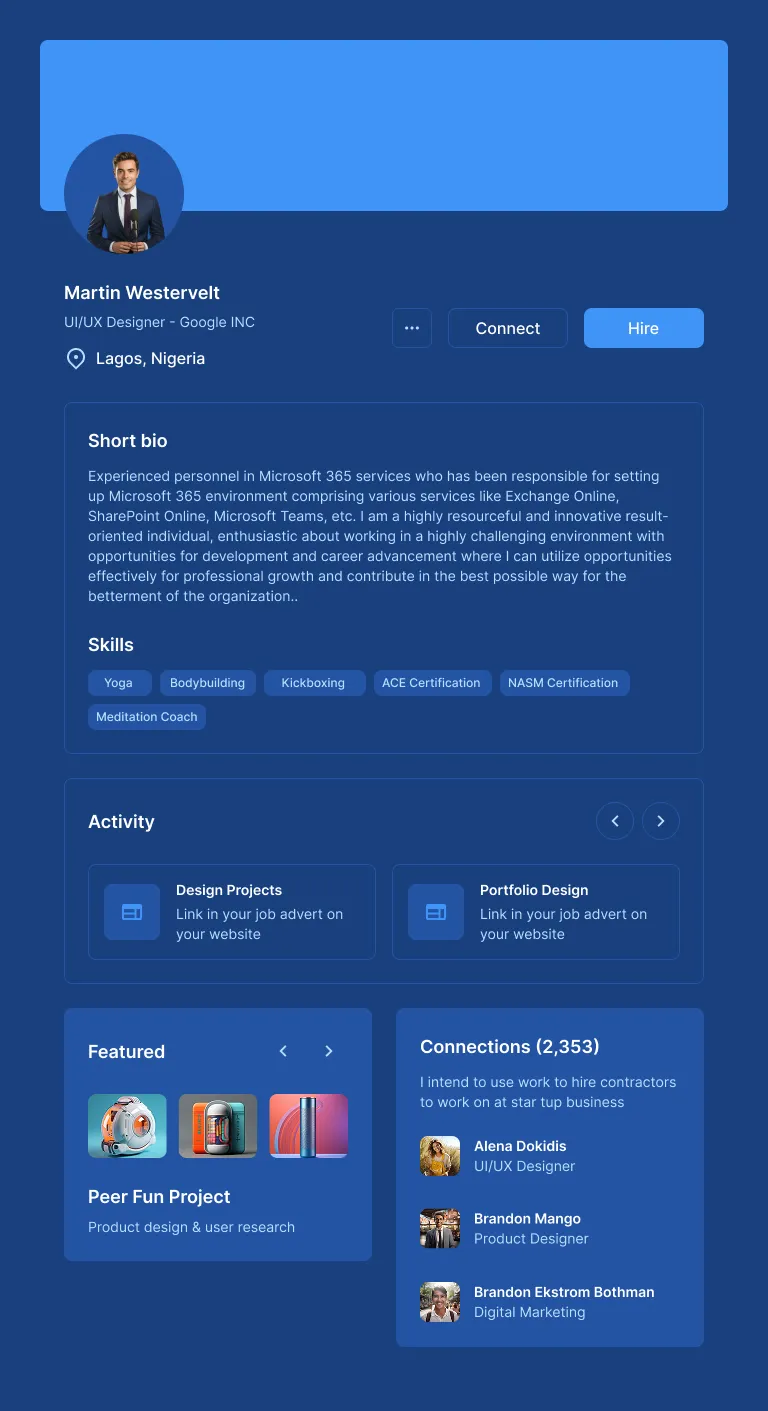 Martin Westervelt
UI/UX Designer - Google INC
Lagos, Nigeria
Connect
Hire
Short bio
Experienced personnel in Microsoft 365 services who has been responsible for setting
up Microsoft 365 environment comprising various services like Exchange Online,
SharePoint Online, Microsoft Teams, etc. I am a highly resourceful and innovative result-
oriented individual, enthusiastic about working in a highly challenging environment with
opportunities for development and career advancement where I can utilize opportunities
effectively for professional growth and contribute in the best possible way for the
betterment of the organization..
Skills
Yoga
Bodybuilding
Kickboxing
ACE Certification
NASM Certification
Meditation Coach
Activity
Design Projects
Link in your job advert on
your website
Portfolio Design
Link in your job advert on
your website
Featured
Peer Fun Project
Product design & user research
Connections (2,353)
I intend to use work to hire contractors
to work on at star tup business
Alena Dokidis
UI/UX Designer
Brandon Mango
Product Designer
Brandon Ekstrom Bothman
Digital Marketing